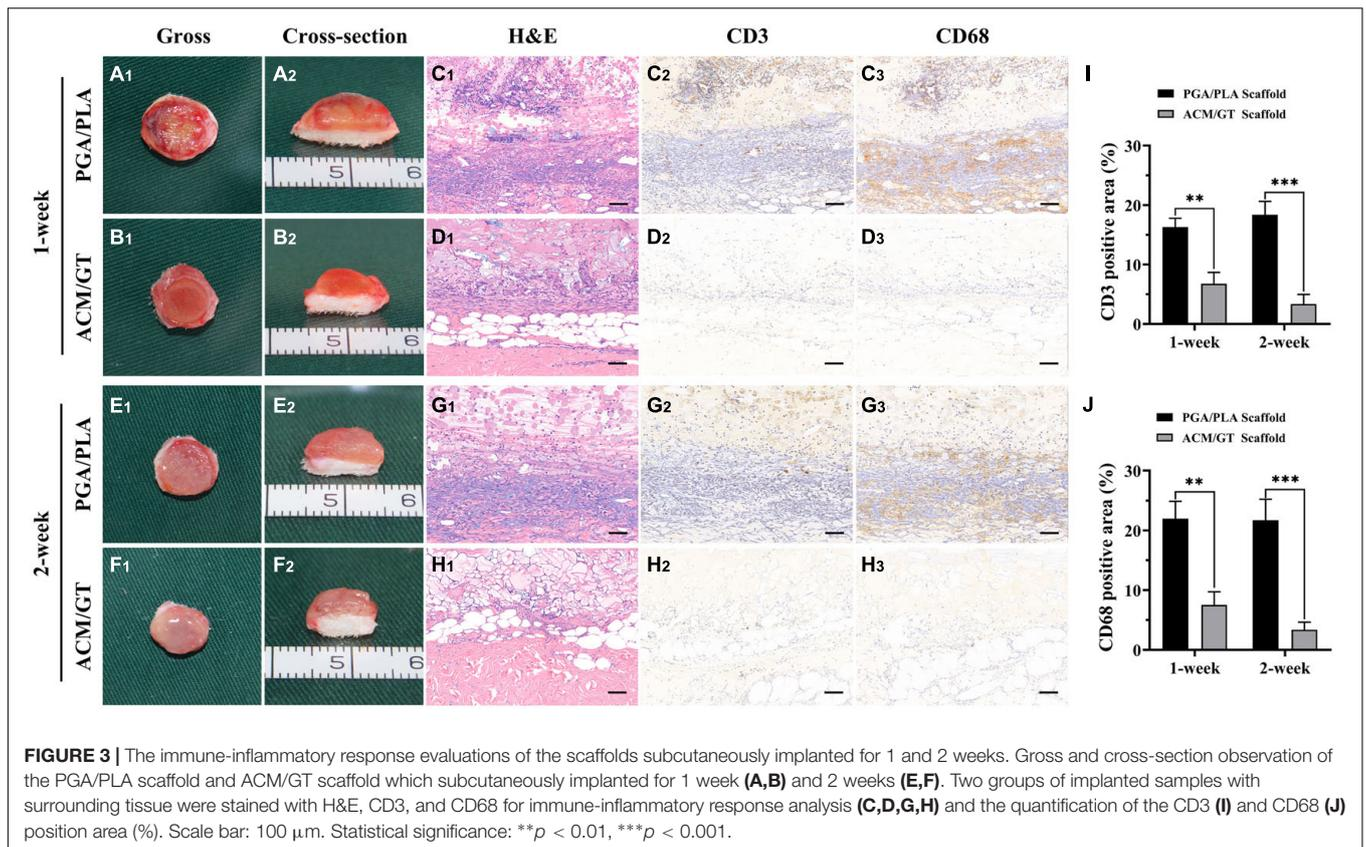 Gross Cross-section H&E CD3 CD68
1-week
PGA/PLA
A1 A2 C1 C2 C3
5 6
ACM/GT
B1 B2 D1 D2 D3
5 6
2-week
PGA/PLA
E1 E2 G1 G2 G3
5 6
ACM/GT
F1 F2 H1 H2 H3
5 6
I
PGA/PLA Scaffold
ACM/GT Scaffold
CD3 positive area (%)
30
20
10
0
** ***
1-week 2-week
J
PGA/PLA Scaffold
ACM/GT Scaffold
CD68 positive area (%)
30
20
10
0
** ***
1-week 2-week
FIGURE 3 | The immune-inflammatory response evaluations of the scaffolds subcutaneously implanted for 1 and 2 weeks. Gross and cross-section observation of
the PGA/PLA scaffold and ACM/GT scaffold which subcutaneously implanted for 1 week (A,B) and 2 weeks (E,F). Two groups of implanted samples with
surrounding tissue were stained with H&E, CD3, and CD68 for immune-inflammatory response analysis (C,D,G,H) and the quantification of the CD3 (I) and CD68 (J)
position area (%). Scale bar: 100 μm. Statistical significance: **p < 0.01, ***p < 0.001.